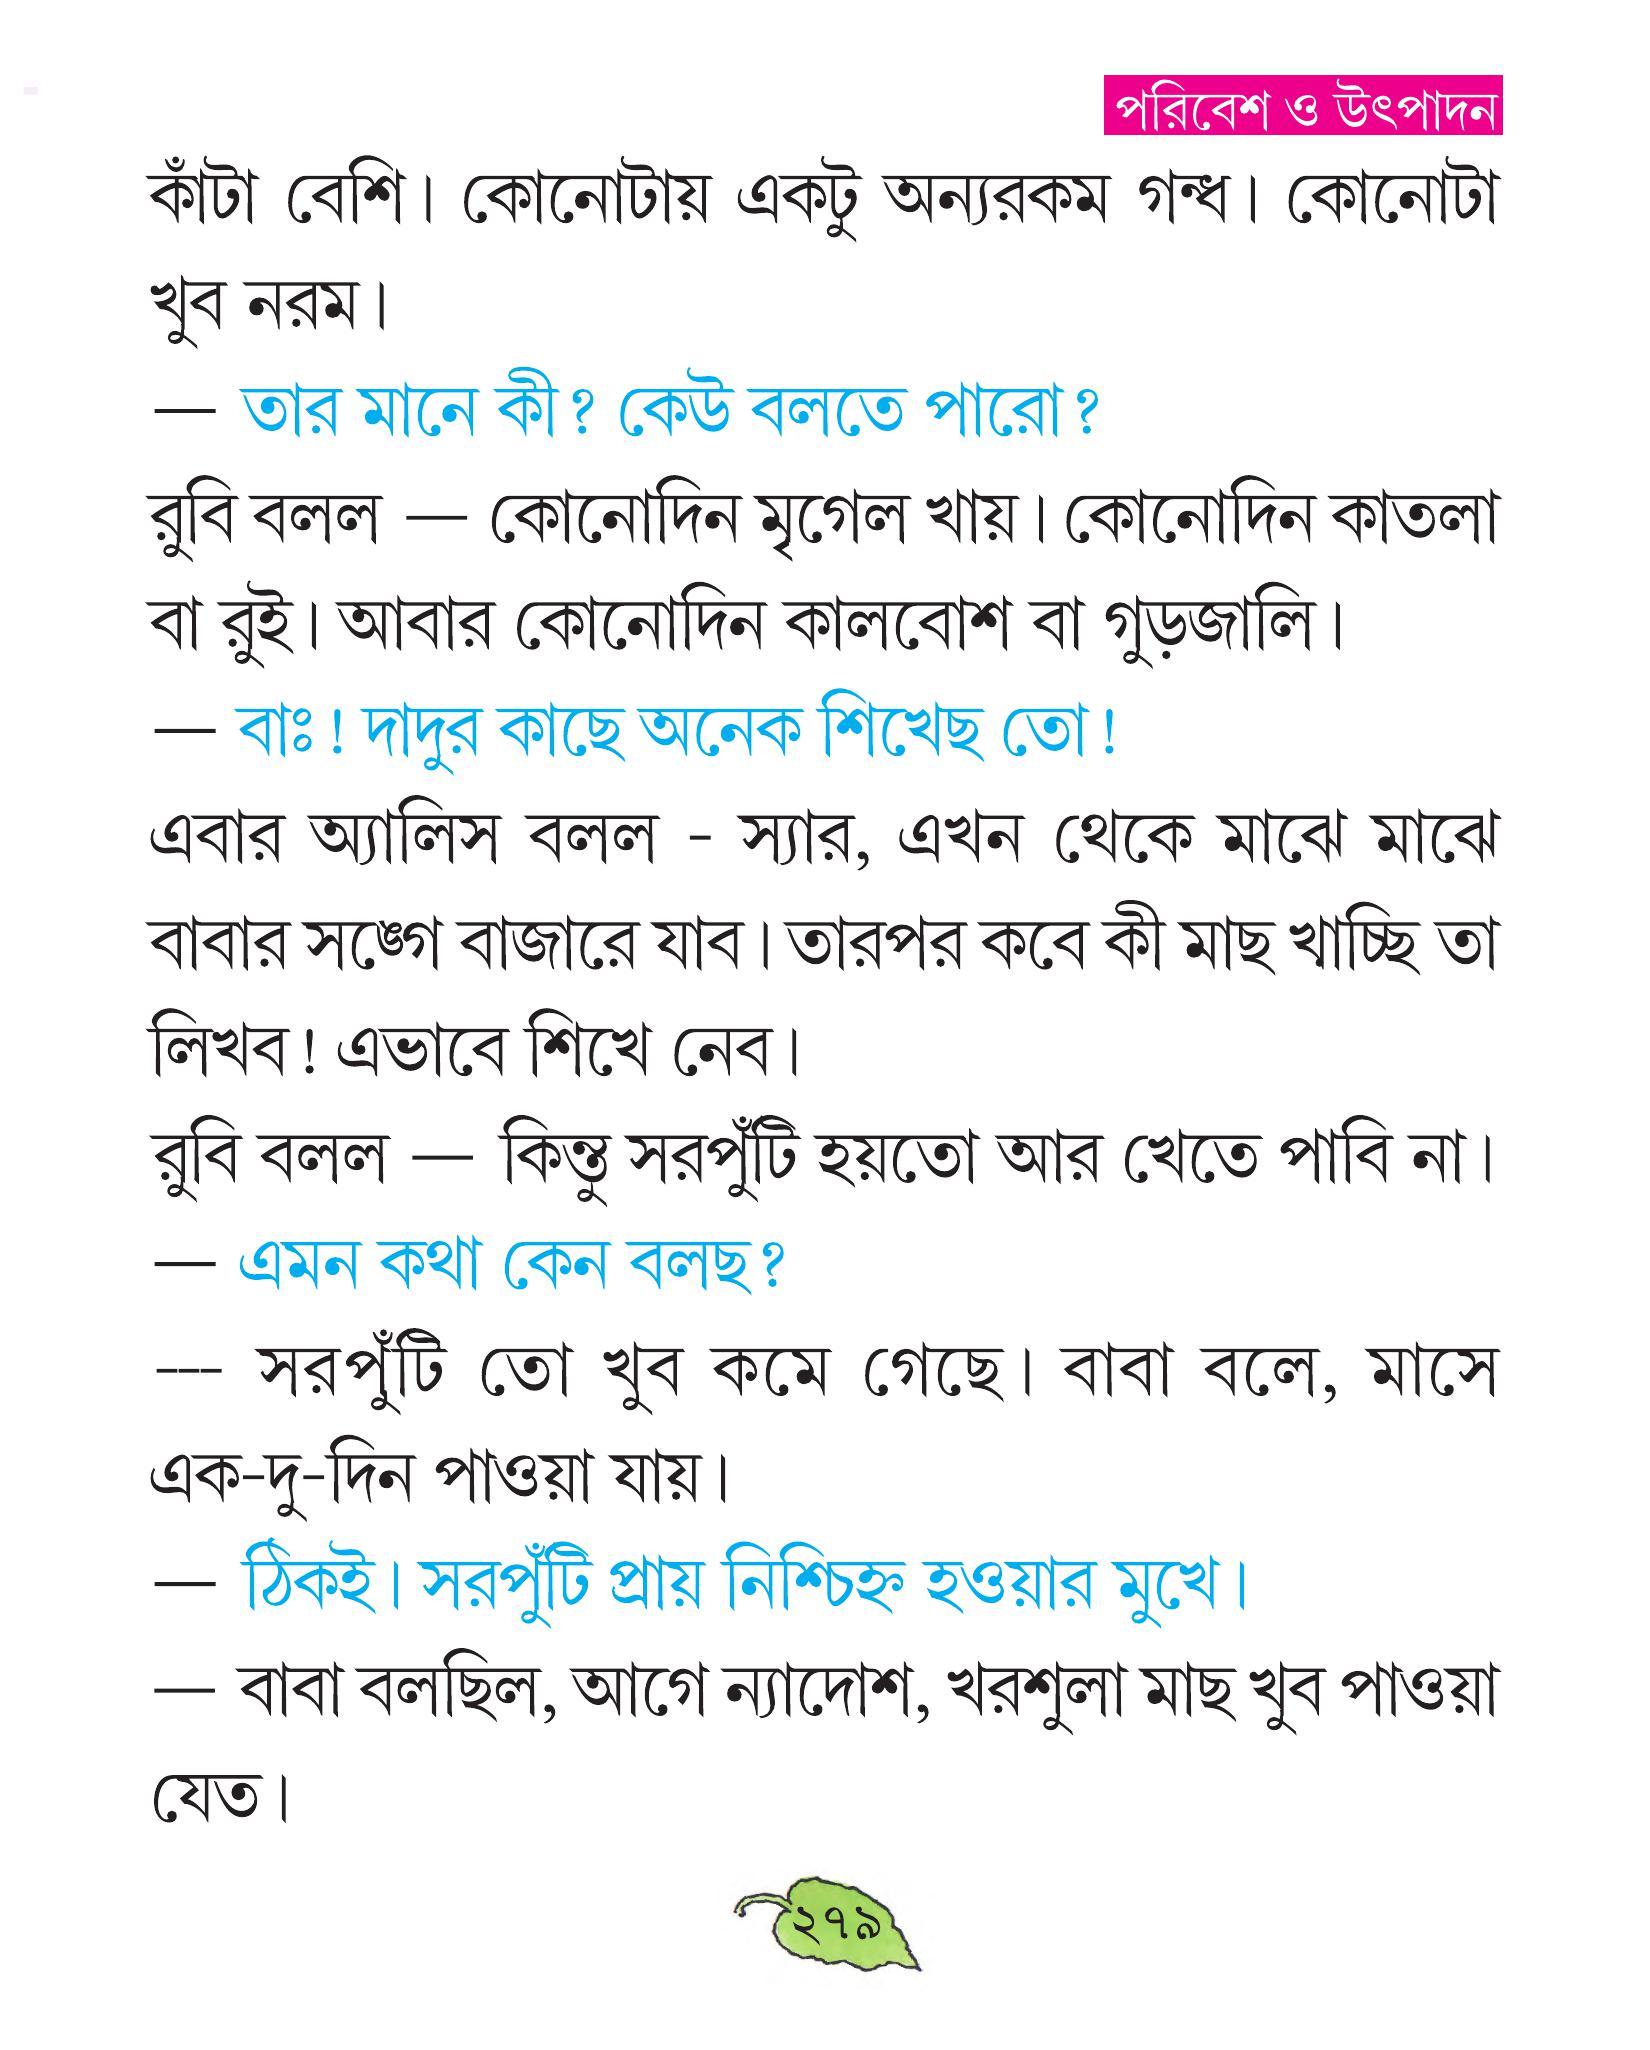 পরিবেশ ও উৎপাদন
কাঁটা বেশি। কোনোটায় একটু অন্যরকম গন্ধ। কোনোটা
খুব নরম।
— তার মানে কী? কেউ বলতে পারো?
রুবি বলল — কোনোদিন মৃগেল খায়। কোনোদিন কাতলা
বা রুই। আবার কোনোদিন কালবোশ বা গুড়জালি।
— বাঃ! দাদুর কাছে অনেক শিখেছ তো!
এবার অ্যালিস বলল - স্যার, এখন থেকে মাঝে মাঝে
বাবার সঙ্গে বাজারে যাব। তারপর কবে কী মাছ খাচ্ছি তা
লিখব! এভাবে শিখে নেব।
রুবি বলল — কিন্তু সরপুঁটি হয়তো আর খেতে পাবি না।
— এমন কথা কেন বলছ?
--- সরপুঁটি তো খুব কমে গেছে। বাবা বলে, মাসে
এক-দু-দিন পাওয়া যায়।
— ঠিকই। সরপুঁটি প্রায় নিশ্চিহ্ন হওয়ার মুখে।
— বাবা বলছিল, আগে ন্যাদোশ, খরশুলা মাছ খুব পাওয়া
যেত।
২৭৯